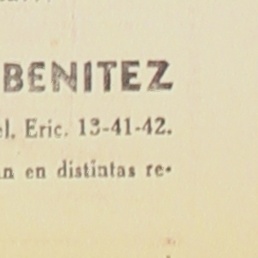 BENITEZ
el, Eric. 13-41-42.
n en distintas re-